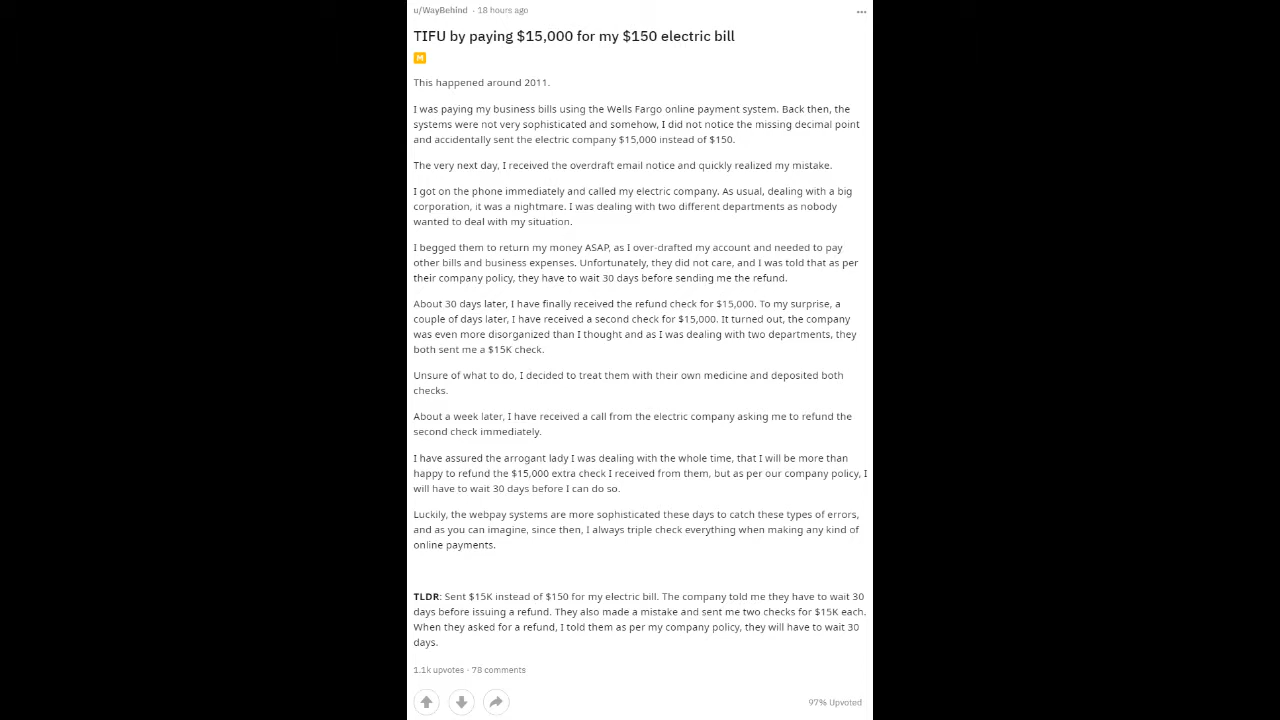 u/WayBehind · 18 hours ago
TIFU by paying $15,000 for my $150 electric bill
M
This happened around 2011.
I was paying my business bills using the Wells Fargo online payment system. Back then, the
systems were not very sophisticated and somehow, I did not notice the missing decimal point
and accidentally sent the electric company $15,000 instead of $150.
The very next day, I received the overdraft email notice and quickly realized my mistake.
I got on the phone immediately and called my electric company. As usual, dealing with a big
corporation, it was a nightmare. I was dealing with two different departments as nobody
wanted to deal with my situation.
I begged them to return my money ASAP, as I over-drafted my account and needed to pay
other bills and business expenses. Unfortunately, they did not care, and I was told that as per
their company policy, they have to wait 30 days before sending me the refund.
About 30 days later, I have finally received the refund check for $15,000. To my surprise, a
couple of days later, I have received a second check for $15,000. It turned out, the company
was even more disorganized than I thought and as I was dealing with two departments, they
both sent me a $15K check.
Unsure of what to do, I decided to treat them with their own medicine and deposited both
checks.
About a week later, I have received a call from the electric company asking me to refund the
second check immediately.
I have assured the arrogant lady I was dealing with the whole time, that I will be more than
happy to refund the $15,000 extra check I received from them, but as per our company policy, I
will have to wait 30 days before I can do so.
Luckily, the webpay systems are more sophisticated these days to catch these types of errors,
and as you can imagine, since then, I always triple check everything when making any kind of
online payments.
TLDR: Sent $15K instead of $150 for my electric bill. The company told me they have to wait 30
days before issuing a refund. They also made a mistake and sent me two checks for $15K each.
When they asked for a refund, I told them as per my company policy, they will have to wait 30
days.
1.1k upvotes · 78 comments
97% Upvoted